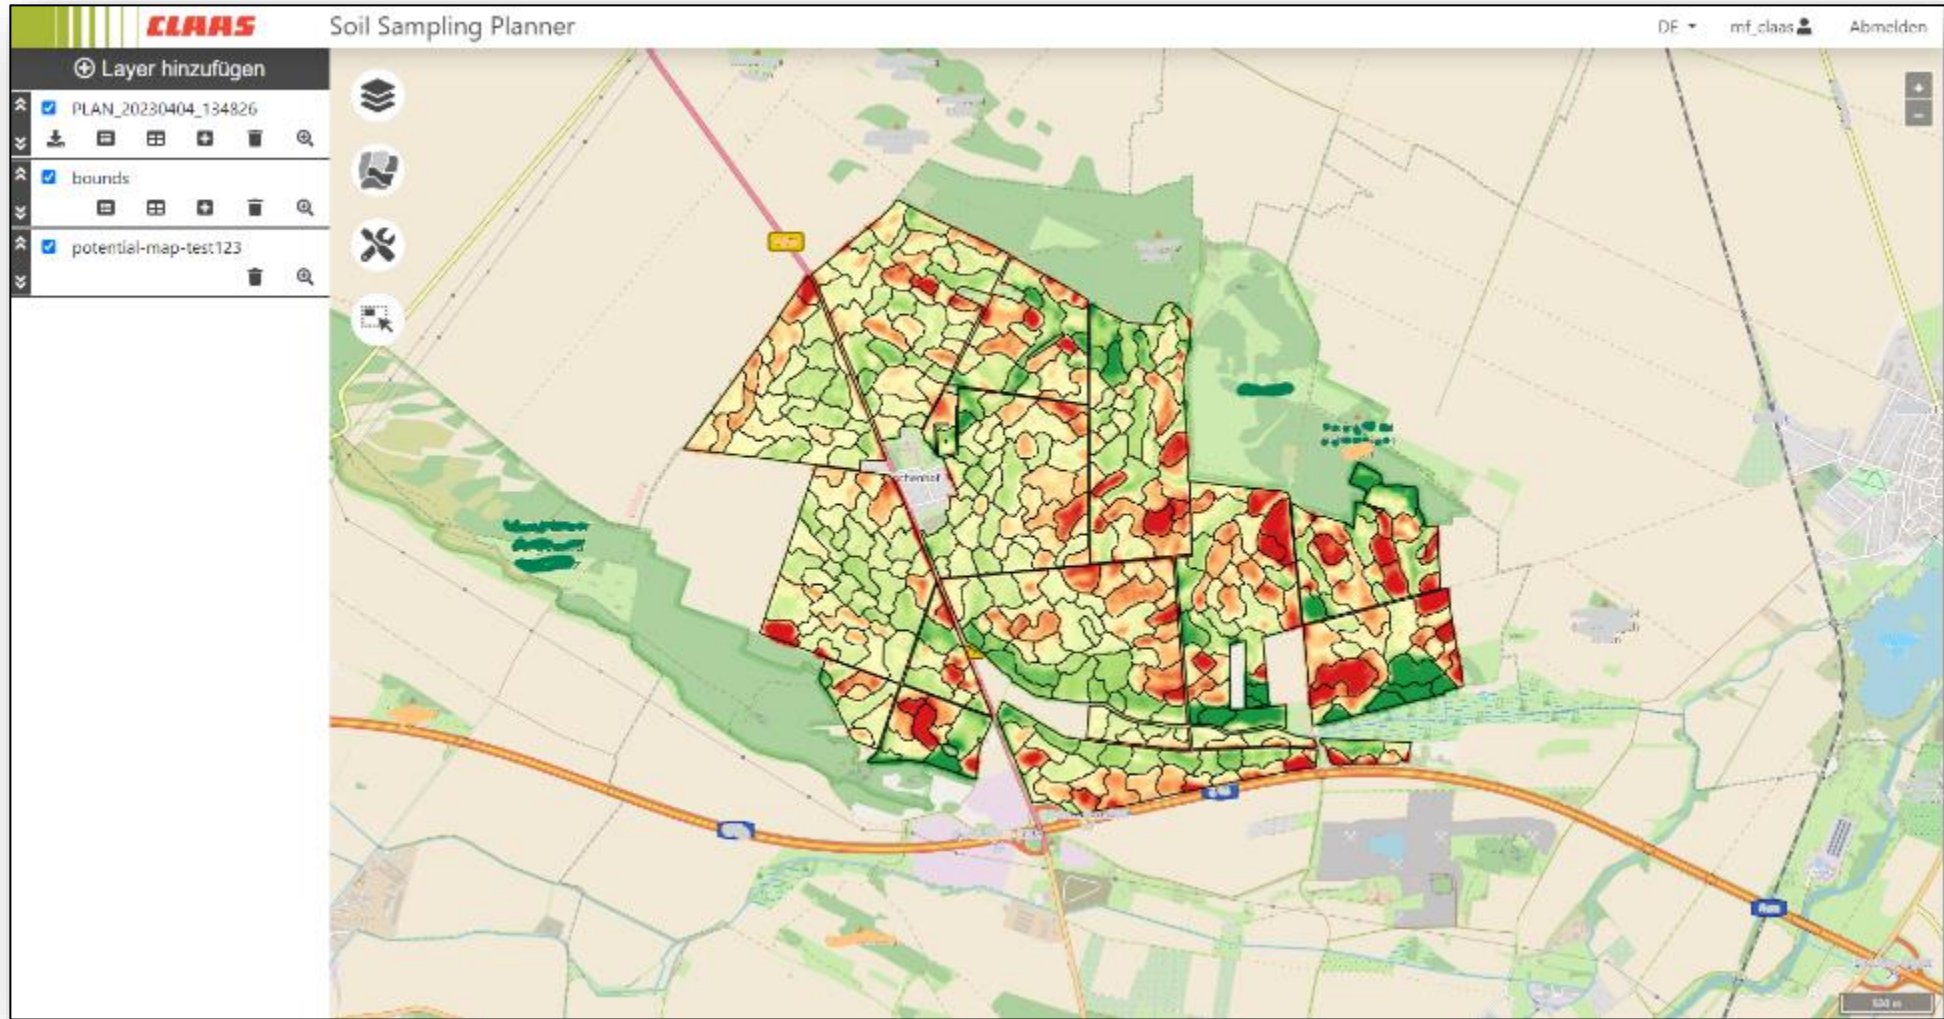 CLAAS
Soil Sampling Planner
DE
mf_claas
Abmelden
Layer hinzufügen
PLAN_20230404_134826
bounds
potential-map-test123